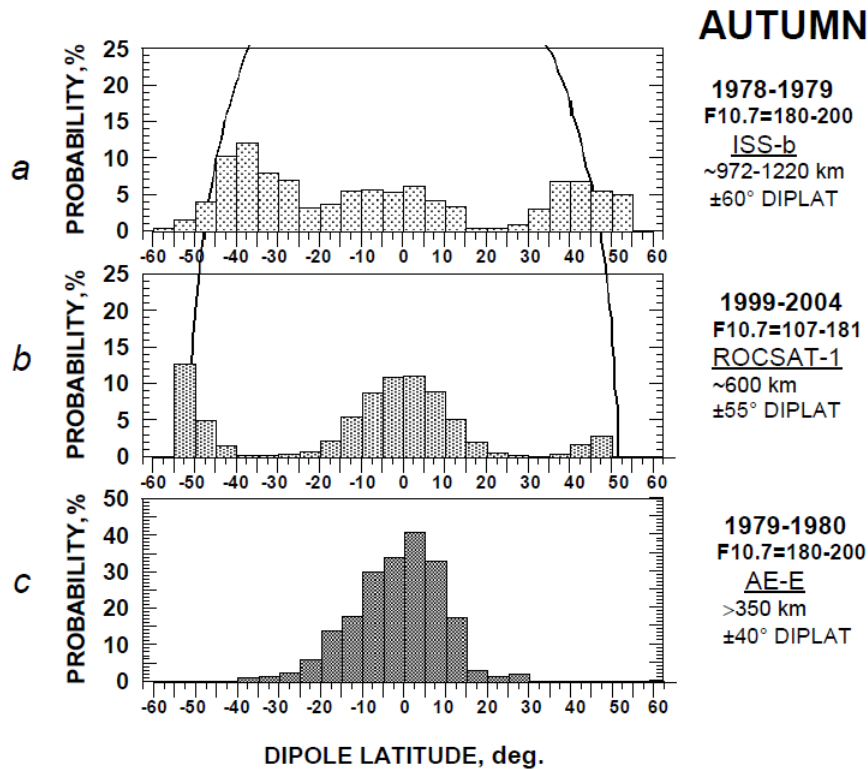 AUTUMN
a
PROBABILITY,%
25
20
15
10
5
0
-60 -50 -40 -30 -20 -10 0 10 20 30 40 50 60
1978-1979
F10.7=180-200
ISS-b
~972-1220 km
±60° DIPLAT
b
PROBABILITY,%
25
20
15
10
5
0
-60 -50 -40 -30 -20 -10 0 10 20 30 40 50 60
1999-2004
F10.7=107-181
ROCSAT-1
~600 km
±55° DIPLAT
c
PROBABILITY,%
50
40
30
20
10
0
-60 -50 -40 -30 -20 -10 0 10 20 30 40 50 60
1979-1980
F10.7=180-200
AE-E
>350 km
±40° DIPLAT
DIPOLE LATITUDE, deg.